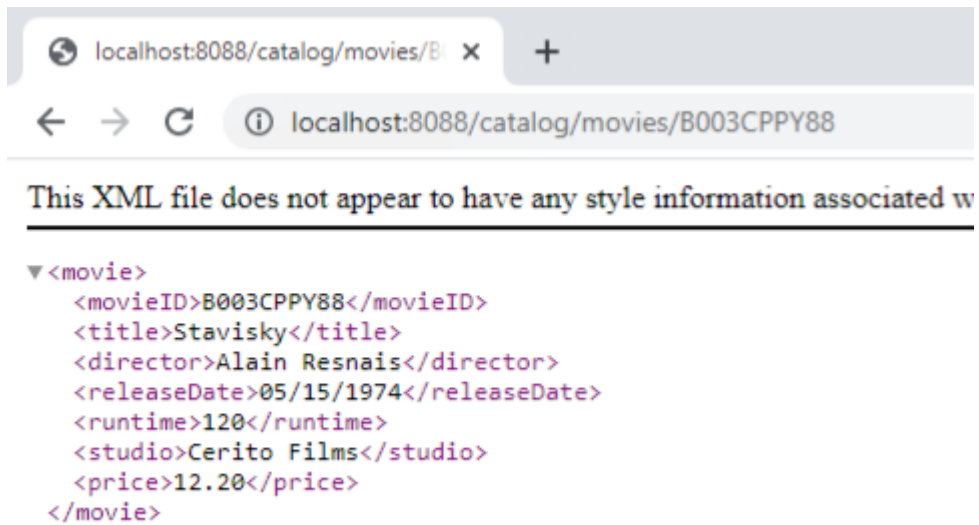 localhost:8088/catalog/movies/B
localhost:8088/catalog/movies/B003CPPY88
This XML file does not appear to have any style information associated w
<movie>
<movieID>B003CPPY88</movieID>
<title>Stavisky</title>
<director>Alain Resnais</director>
<releaseDate>05/15/1974</releaseDate>
<runtime>120</runtime>
<studio>Cerito Films</studio>
<price>12.20</price>
</movie>